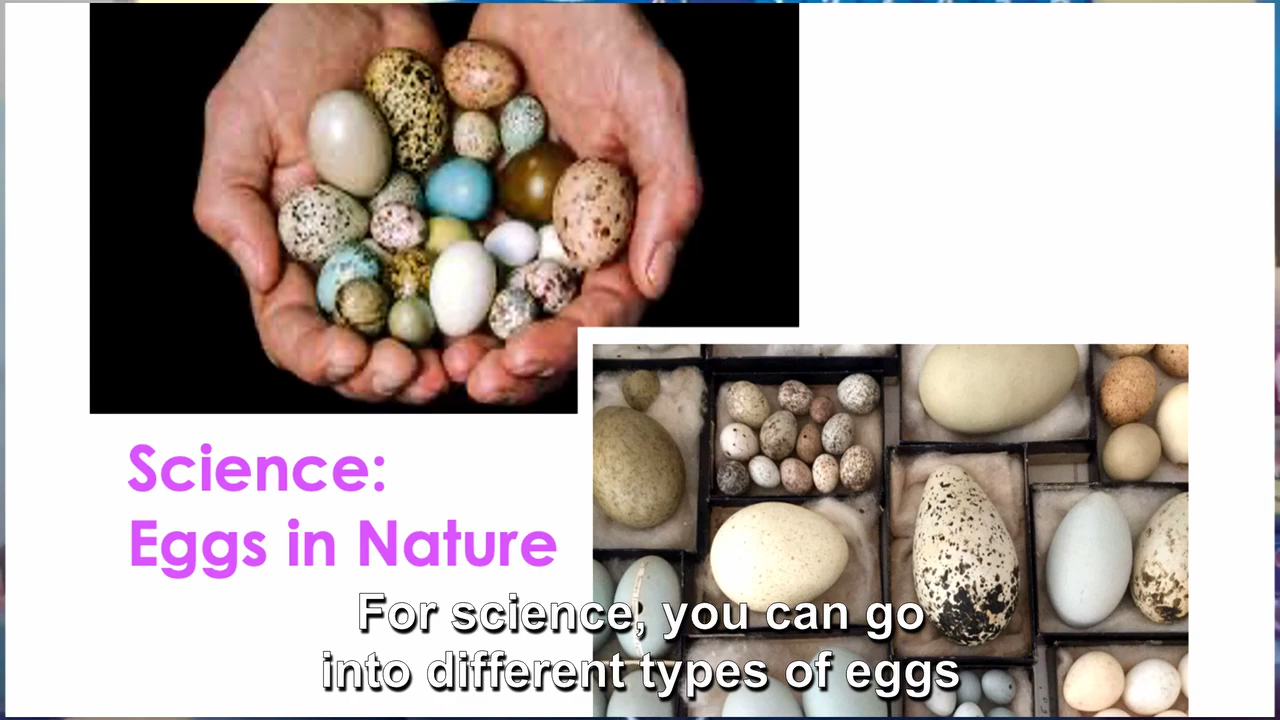 Science:
Eggs in Nature
For science, you can go
into different types of eggs